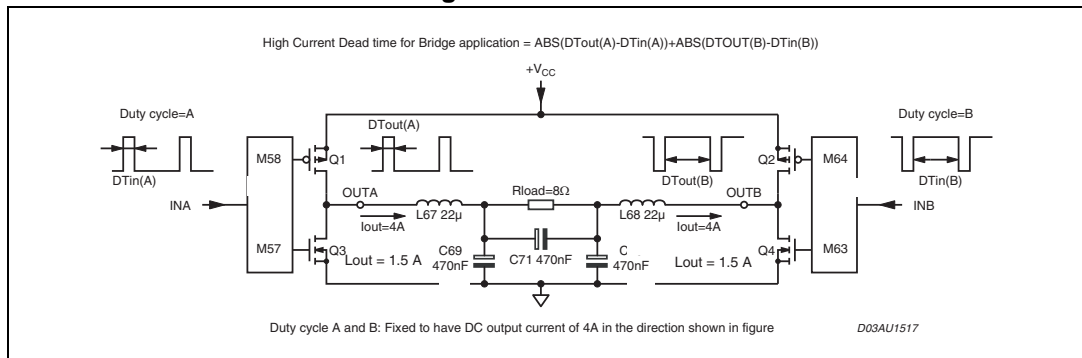 High Current Dead time for Bridge application = ABS(DTout(A)-DTin(A))+ABS(DTOUT(B)-DTin(B))
+VCC
Duty cycle=A
Duty cycle=B
DTout(A)
M58
Q1
Q2
M64
DTin(A)
DTout(B)
DTin(B)
OUTA
Rload=8Ω
OUTB
INA
L67 22µ
L68 22µ
INB
Iout=4A
Iout=4A
M57
Q3
Q4
M63
C69
470nF
C71 470nF
C
470nF
Lout = 1.5 A
Lout = 1.5 A
Duty cycle A and B: Fixed to have DC output current of 4A in the direction shown in figure
D03AU1517